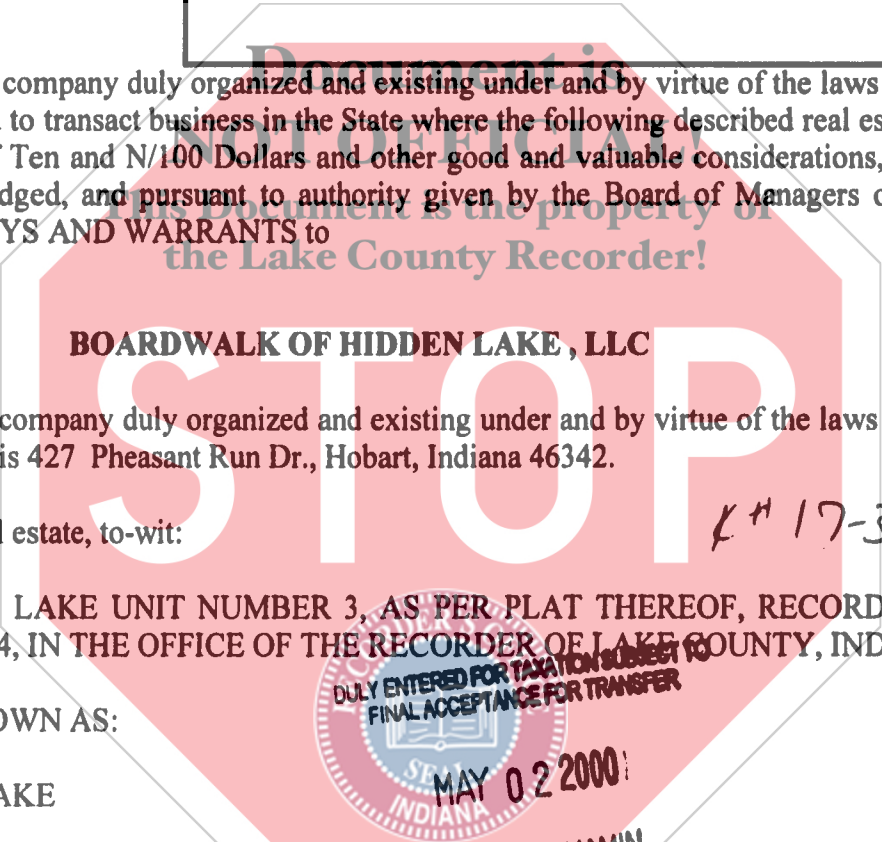 Document is
company duly organized and existing under and by virtue of the laws
to transact business in the State where the following described real es
NOT OFFICIAL!
Ten and N/100 Dollars and other good and valuable considerations,
dged, and pursuant to authority given by the Board of Managers o
This Document is the property of
YS AND WARRANTS to
the Lake County Recorder!
BOARDWALK OF HIDDEN LAKE , LLC
STOP
company duly organized and existing under and by virtue of the laws
is 427 Pheasant Run Dr., Hobart, Indiana 46342.
l estate, to-wit:
K# 17-3
LAKE UNIT NUMBER 3, AS PER PLAT THEREOF, RECORD
4, IN THE OFFICE OF THE RECORDER OF LAKE COUNTY, IND
DULY ENTERED FOR TAXATION SUBJECT TO
FINAL ACCEPTANCE FOR TRANSFER
OWN AS:
SEAL
MAY 02 2000
AKE
INDIANA